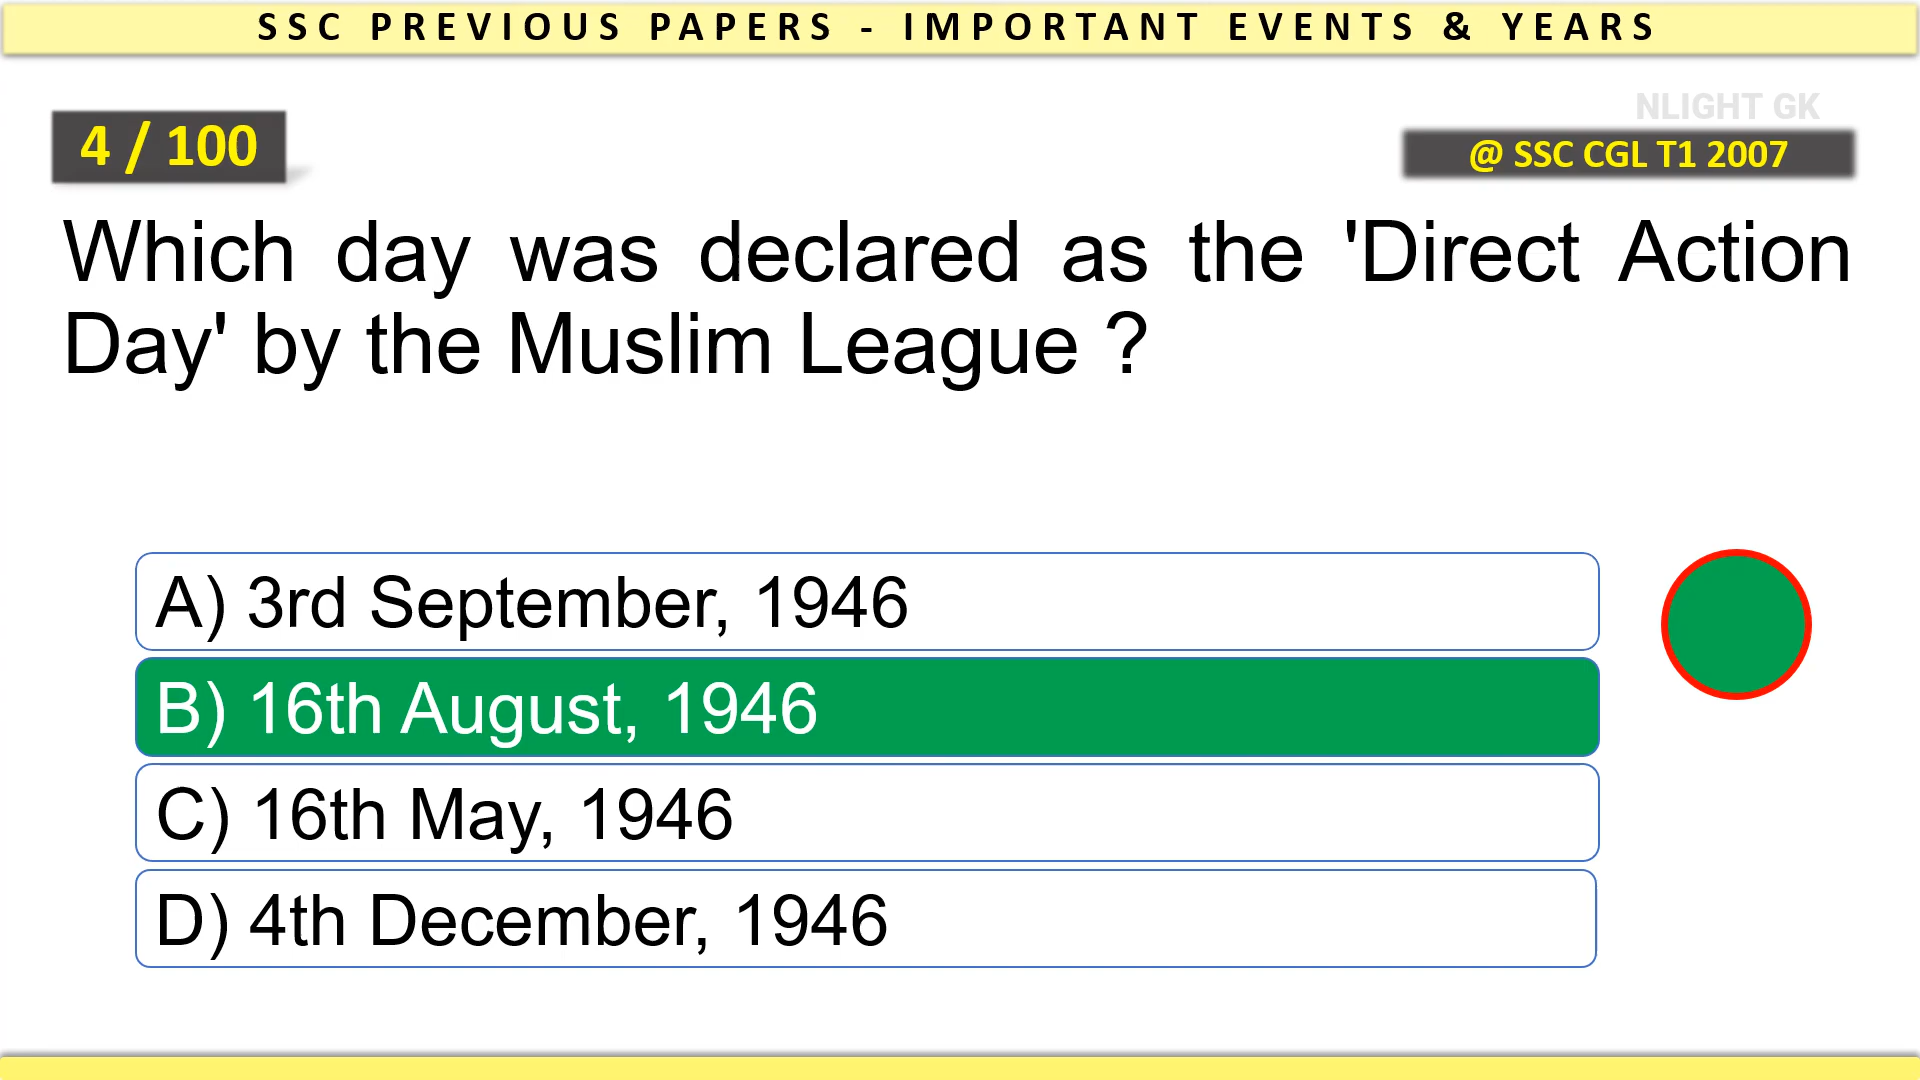 SSC PREVIOUS PAPERS - IMPORTANT EVENTS & YEARS
NLIGHT GK
4 / 100
@ SSC CGL T1 2007
Which day was declared as the 'Direct Action
Day' by the Muslim League ?
A) 3rd September, 1946
B) 16th August, 1946
C) 16th May, 1946
D) 4th December, 1946